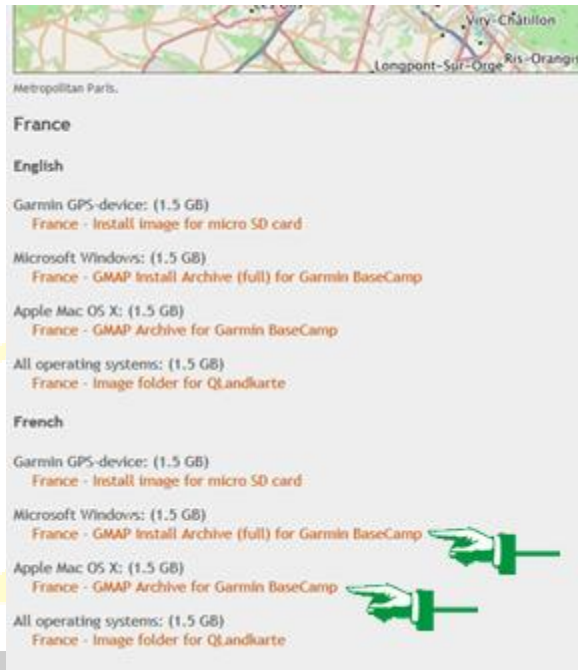 Viry-Châtillon
Longpont-Sur-Orge
Ris-Orangis
Metropolitan Paris.
France
English
Garmin GPS-device: (1.5 GB)
France - Install image for micro SD card
Microsoft Windows: (1.5 GB)
France - GMAP Install Archive (full) for Garmin BaseCamp
Apple Mac OS X: (1.5 GB)
France - GMAP Archive for Garmin BaseCamp
All operating systems: (1.5 GB)
France - Image folder for QLandkarte
French
Garmin GPS-device: (1.5 GB)
France - Install image for micro SD card
Microsoft Windows: (1.5 GB)
France - GMAP Install Archive (full) for Garmin BaseCamp
Apple Mac OS X: (1.5 GB)
France - GMAP Archive for Garmin BaseCamp
All operating systems: (1.5 GB)
France - Image folder for QLandkarte